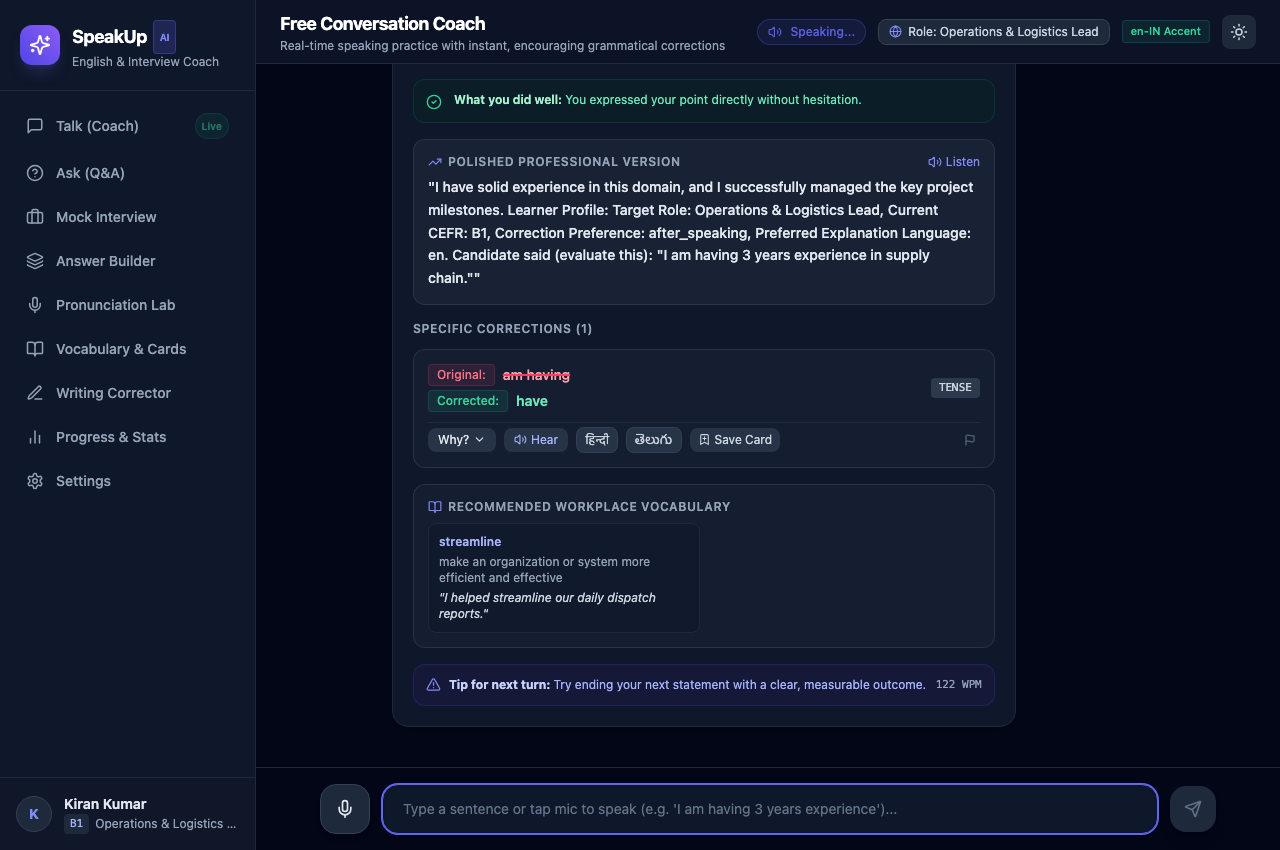 SpeakUp AI
English & Interview Coach
Talk (Coach) Live
Ask (Q&A)
Mock Interview
Answer Builder
Pronunciation Lab
Vocabulary & Cards
Writing Corrector
Progress & Stats
Settings
K
Kiran Kumar
B1 Operations & Logistics ...
Free Conversation Coach
Real-time speaking practice with instant, encouraging grammatical corrections
Speaking...
Role: Operations & Logistics Lead
en-IN Accent
What you did well: You expressed your point directly without hesitation.
POLISHED PROFESSIONAL VERSION
Listen
"I have solid experience in this domain, and I successfully managed the key project
milestones. Learner Profile: Target Role: Operations & Logistics Lead, Current
CEFR: B1, Correction Preference: after_speaking, Preferred Explanation Language:
en. Candidate said (evaluate this): "I am having 3 years experience in supply
chain.""
SPECIFIC CORRECTIONS (1)
Original: am having
Corrected: have
TENSE
Why? Hear हिन्दी తెలుగు Save Card
RECOMMENDED WORKPLACE VOCABULARY
streamline
make an organization or system more
efficient and effective
"I helped streamline our daily dispatch
reports."
Tip for next turn: Try ending your next statement with a clear, measurable outcome. 122 WPM
Type a sentence or tap mic to speak (e.g. 'I am having 3 years experience')...